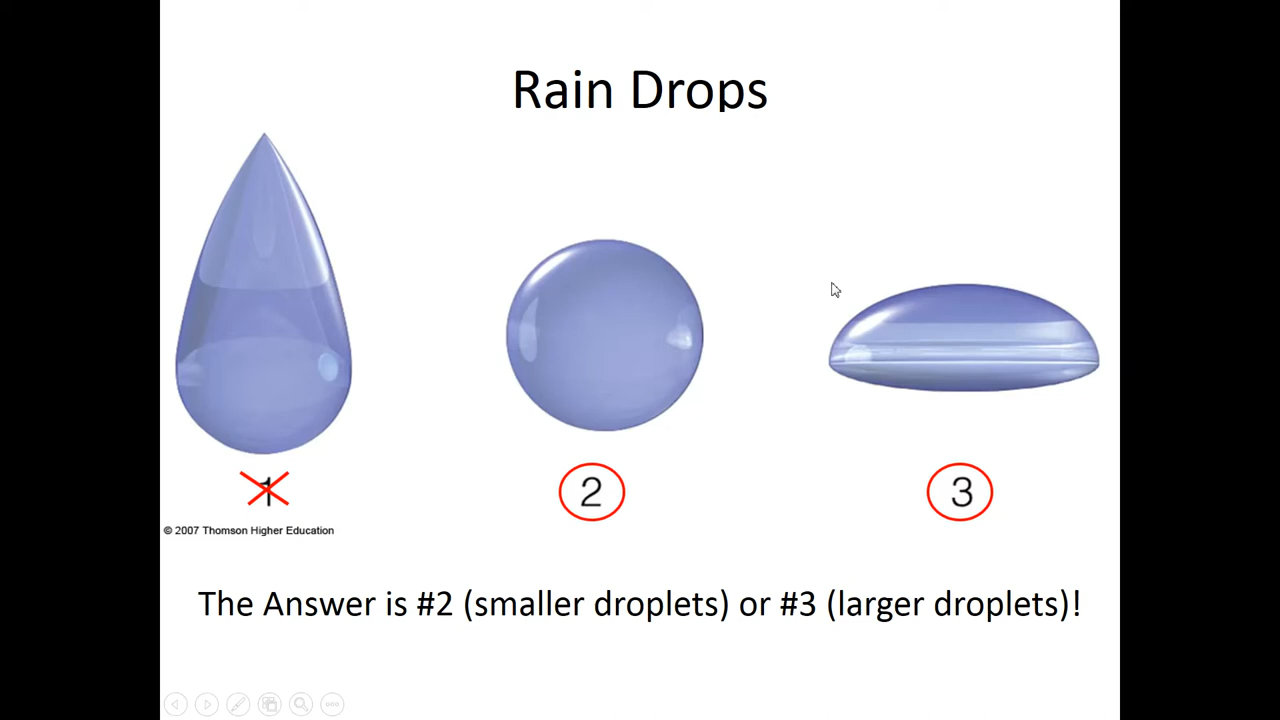 Rain Drops
1
2
3
© 2007 Thomson Higher Education
The Answer is #2 (smaller droplets) or #3 (larger droplets)!